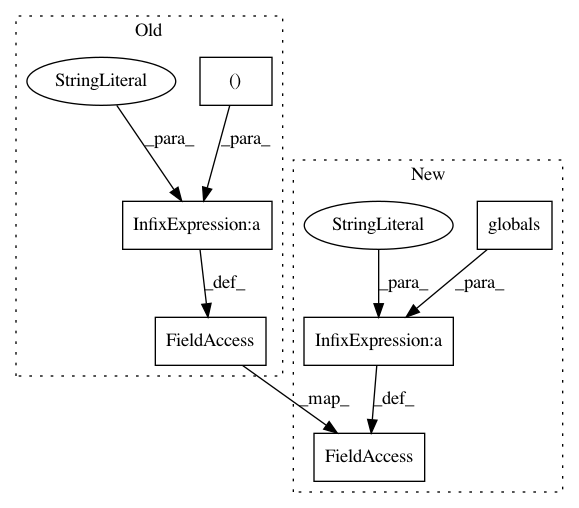 Old
StringLiteral
()
_para_
_para_
InfixExpression:a
_def_
FieldAccess
New
StringLiteral
globals
_para_
_para_
InfixExpression:a
_map_
_def_
FieldAccess